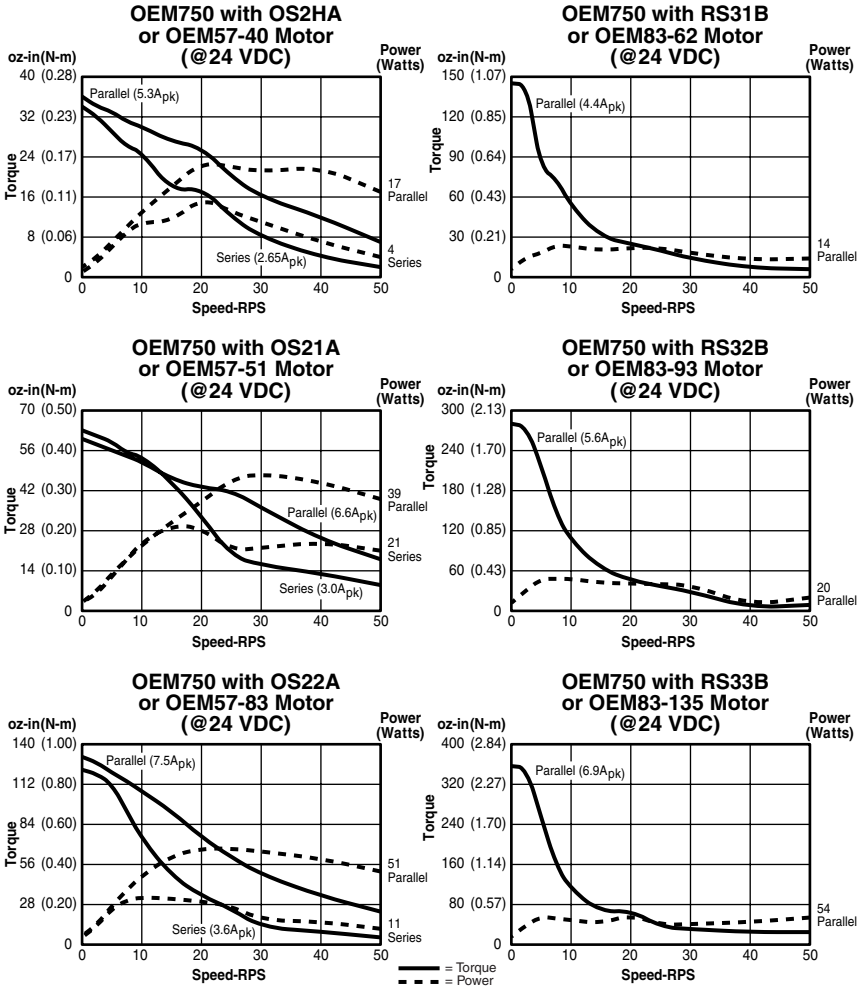 OEM750 with OS2HA
or OEM57-40 Motor
(@24 VDC)
oz-in(N-m)
Power
(Watts)
40 (0.28)
32 (0.23)
24 (0.17)
16 (0.11)
8 (0.06)
0
Torque
Parallel (5.3Apk)
Series (2.65Apk)
17
Parallel
4
Series
0 10 20 30 40 50
Speed-RPS
OEM750 with RS31B
or OEM83-62 Motor
(@24 VDC)
oz-in(N-m)
Power
(Watts)
150 (1.07)
120 (0.85)
90 (0.64)
60 (0.43)
30 (0.21)
0
Torque
Parallel (4.4Apk)
14
Parallel
0 10 20 30 40 50
Speed-RPS
OEM750 with OS21A
or OEM57-51 Motor
(@24 VDC)
oz-in(N-m)
Power
(Watts)
70 (0.50)
56 (0.40)
42 (0.30)
28 (0.20)
14 (0.10)
0
Torque
Parallel (6.6Apk)
Series (3.0Apk)
39
Parallel
21
Series
0 10 20 30 40 50
Speed-RPS
OEM750 with RS32B
or OEM83-93 Motor
(@24 VDC)
oz-in(N-m)
Power
(Watts)
300 (2.13)
240 (1.70)
180 (1.28)
120 (0.85)
60 (0.43)
0
Torque
Parallel (5.6Apk)
20
Parallel
0 10 20 30 40 50
Speed-RPS
OEM750 with OS22A
or OEM57-83 Motor
(@24 VDC)
oz-in(N-m)
Power
(Watts)
140 (1.00)
112 (0.80)
84 (0.60)
56 (0.40)
28 (0.20)
0
Torque
Parallel (7.5Apk)
Series (3.6Apk)
51
Parallel
11
Series
0 10 20 30 40 50
Speed-RPS
OEM750 with RS33B
or OEM83-135 Motor
(@24 VDC)
oz-in(N-m)
Power
(Watts)
400 (2.84)
320 (2.27)
240 (1.70)
160 (1.14)
80 (0.57)
0
Torque
Parallel (6.9Apk)
54
Parallel
0 10 20 30 40 50
Speed-RPS
= Torque
= Power